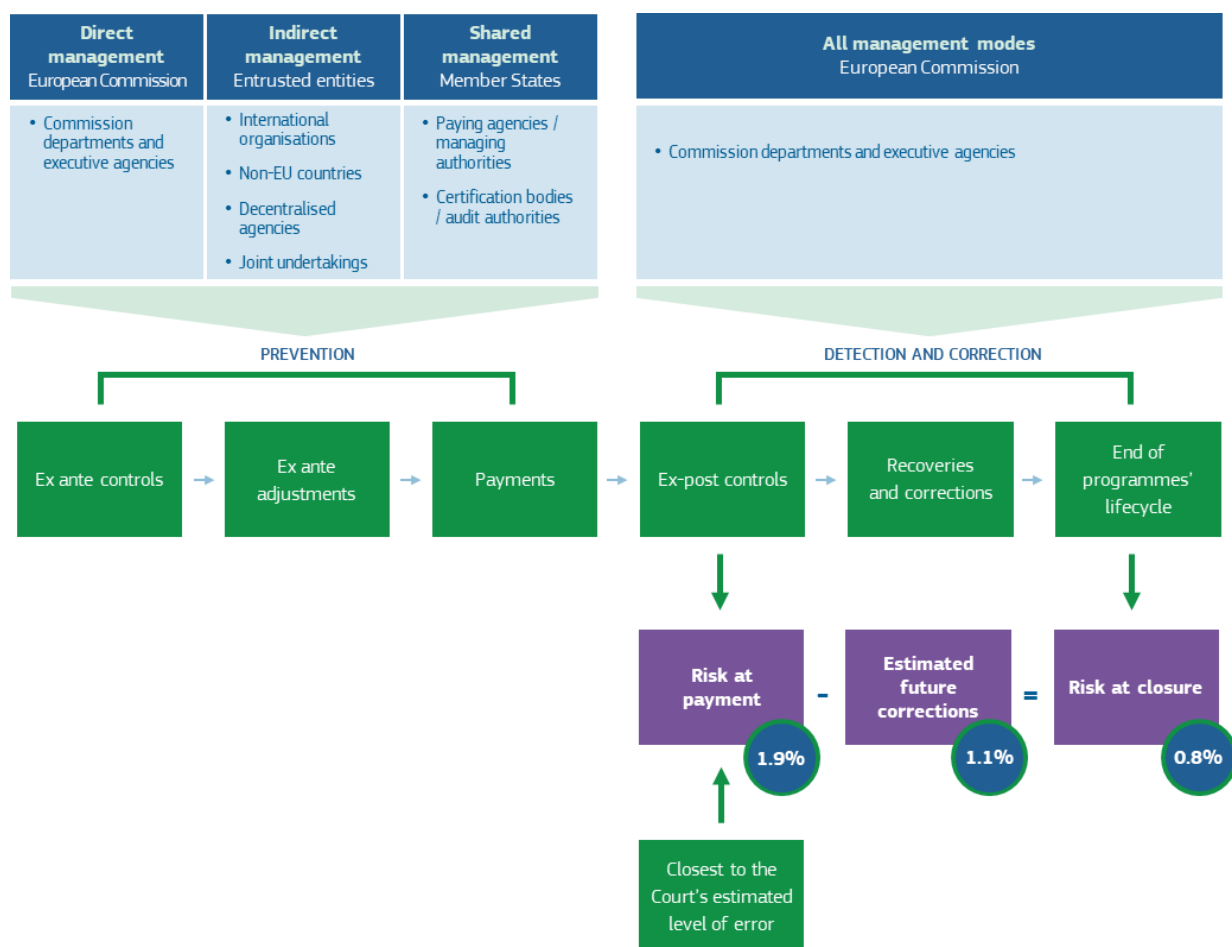 Direct
management
European Commission
Indirect
management
Entrusted entities
Shared
management
Member States
All management modes
European Commission
• Commission
departments and
executive agencies
• International
organisations
• Non-EU countries
• Decentralised
agencies
• Joint undertakings
• Paying agencies /
managing
authorities
• Certification bodies
/ audit authorities
• Commission departments and executive agencies
PREVENTION
DETECTION AND CORRECTION
Ex ante controls
Ex ante
adjustments
Payments
Ex-post controls
Recoveries
and corrections
End of
programmes'
lifecycle
Risk at
payment
1.9%
-
Estimated
future
corrections
1.1%
=
Risk at closure
0.8%
Closest to the
Court's estimated
level of error